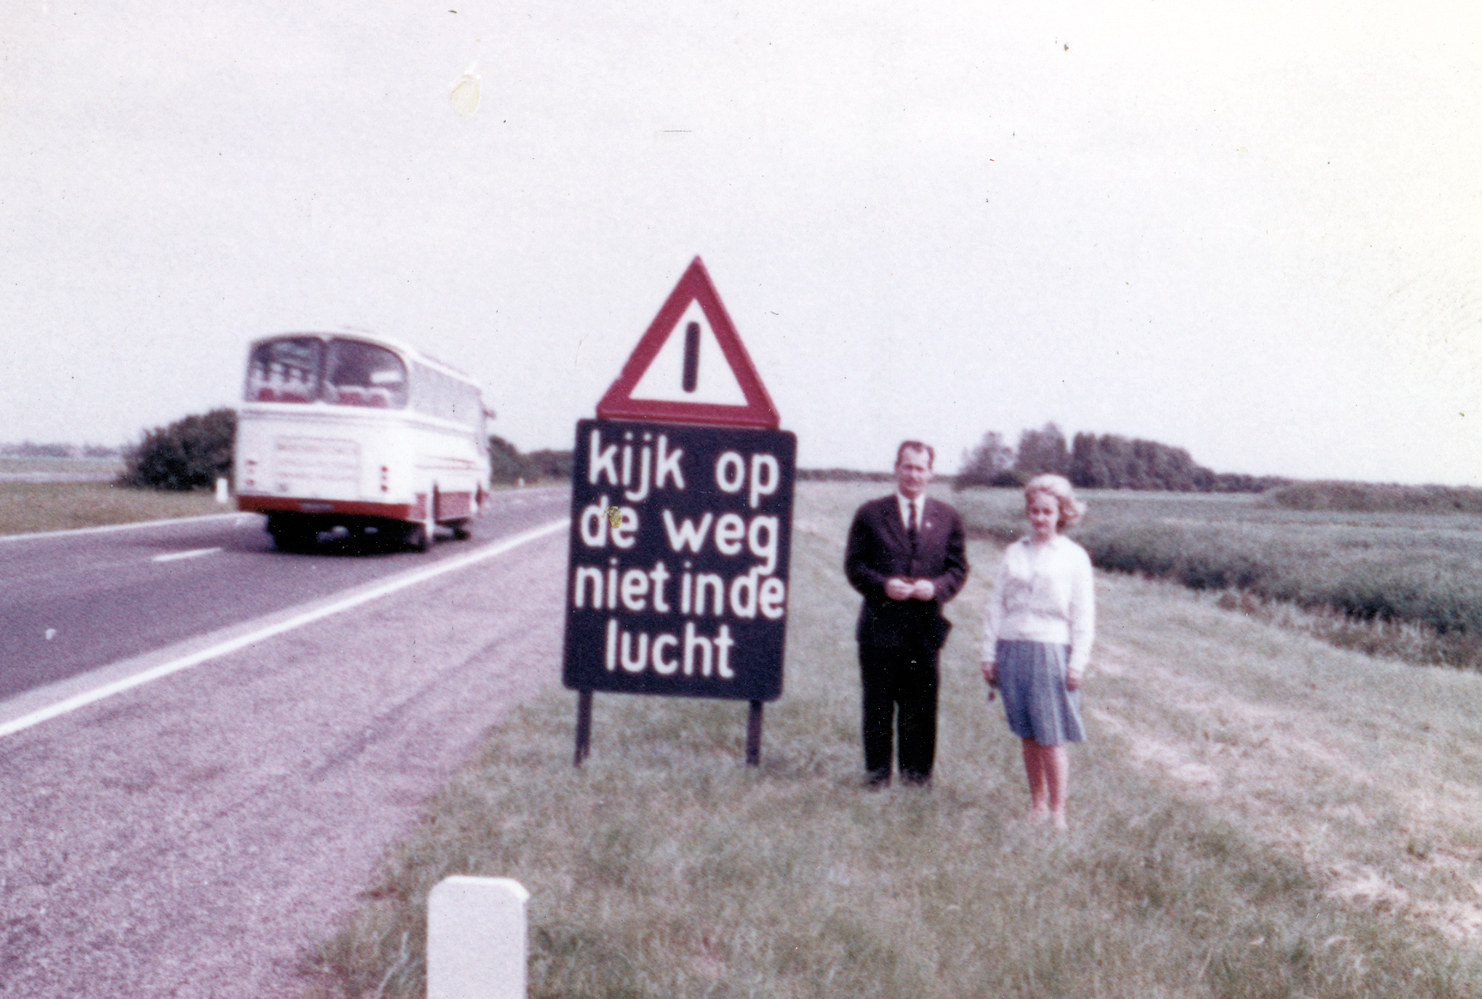 kijk op
de weg
niet in de
lucht